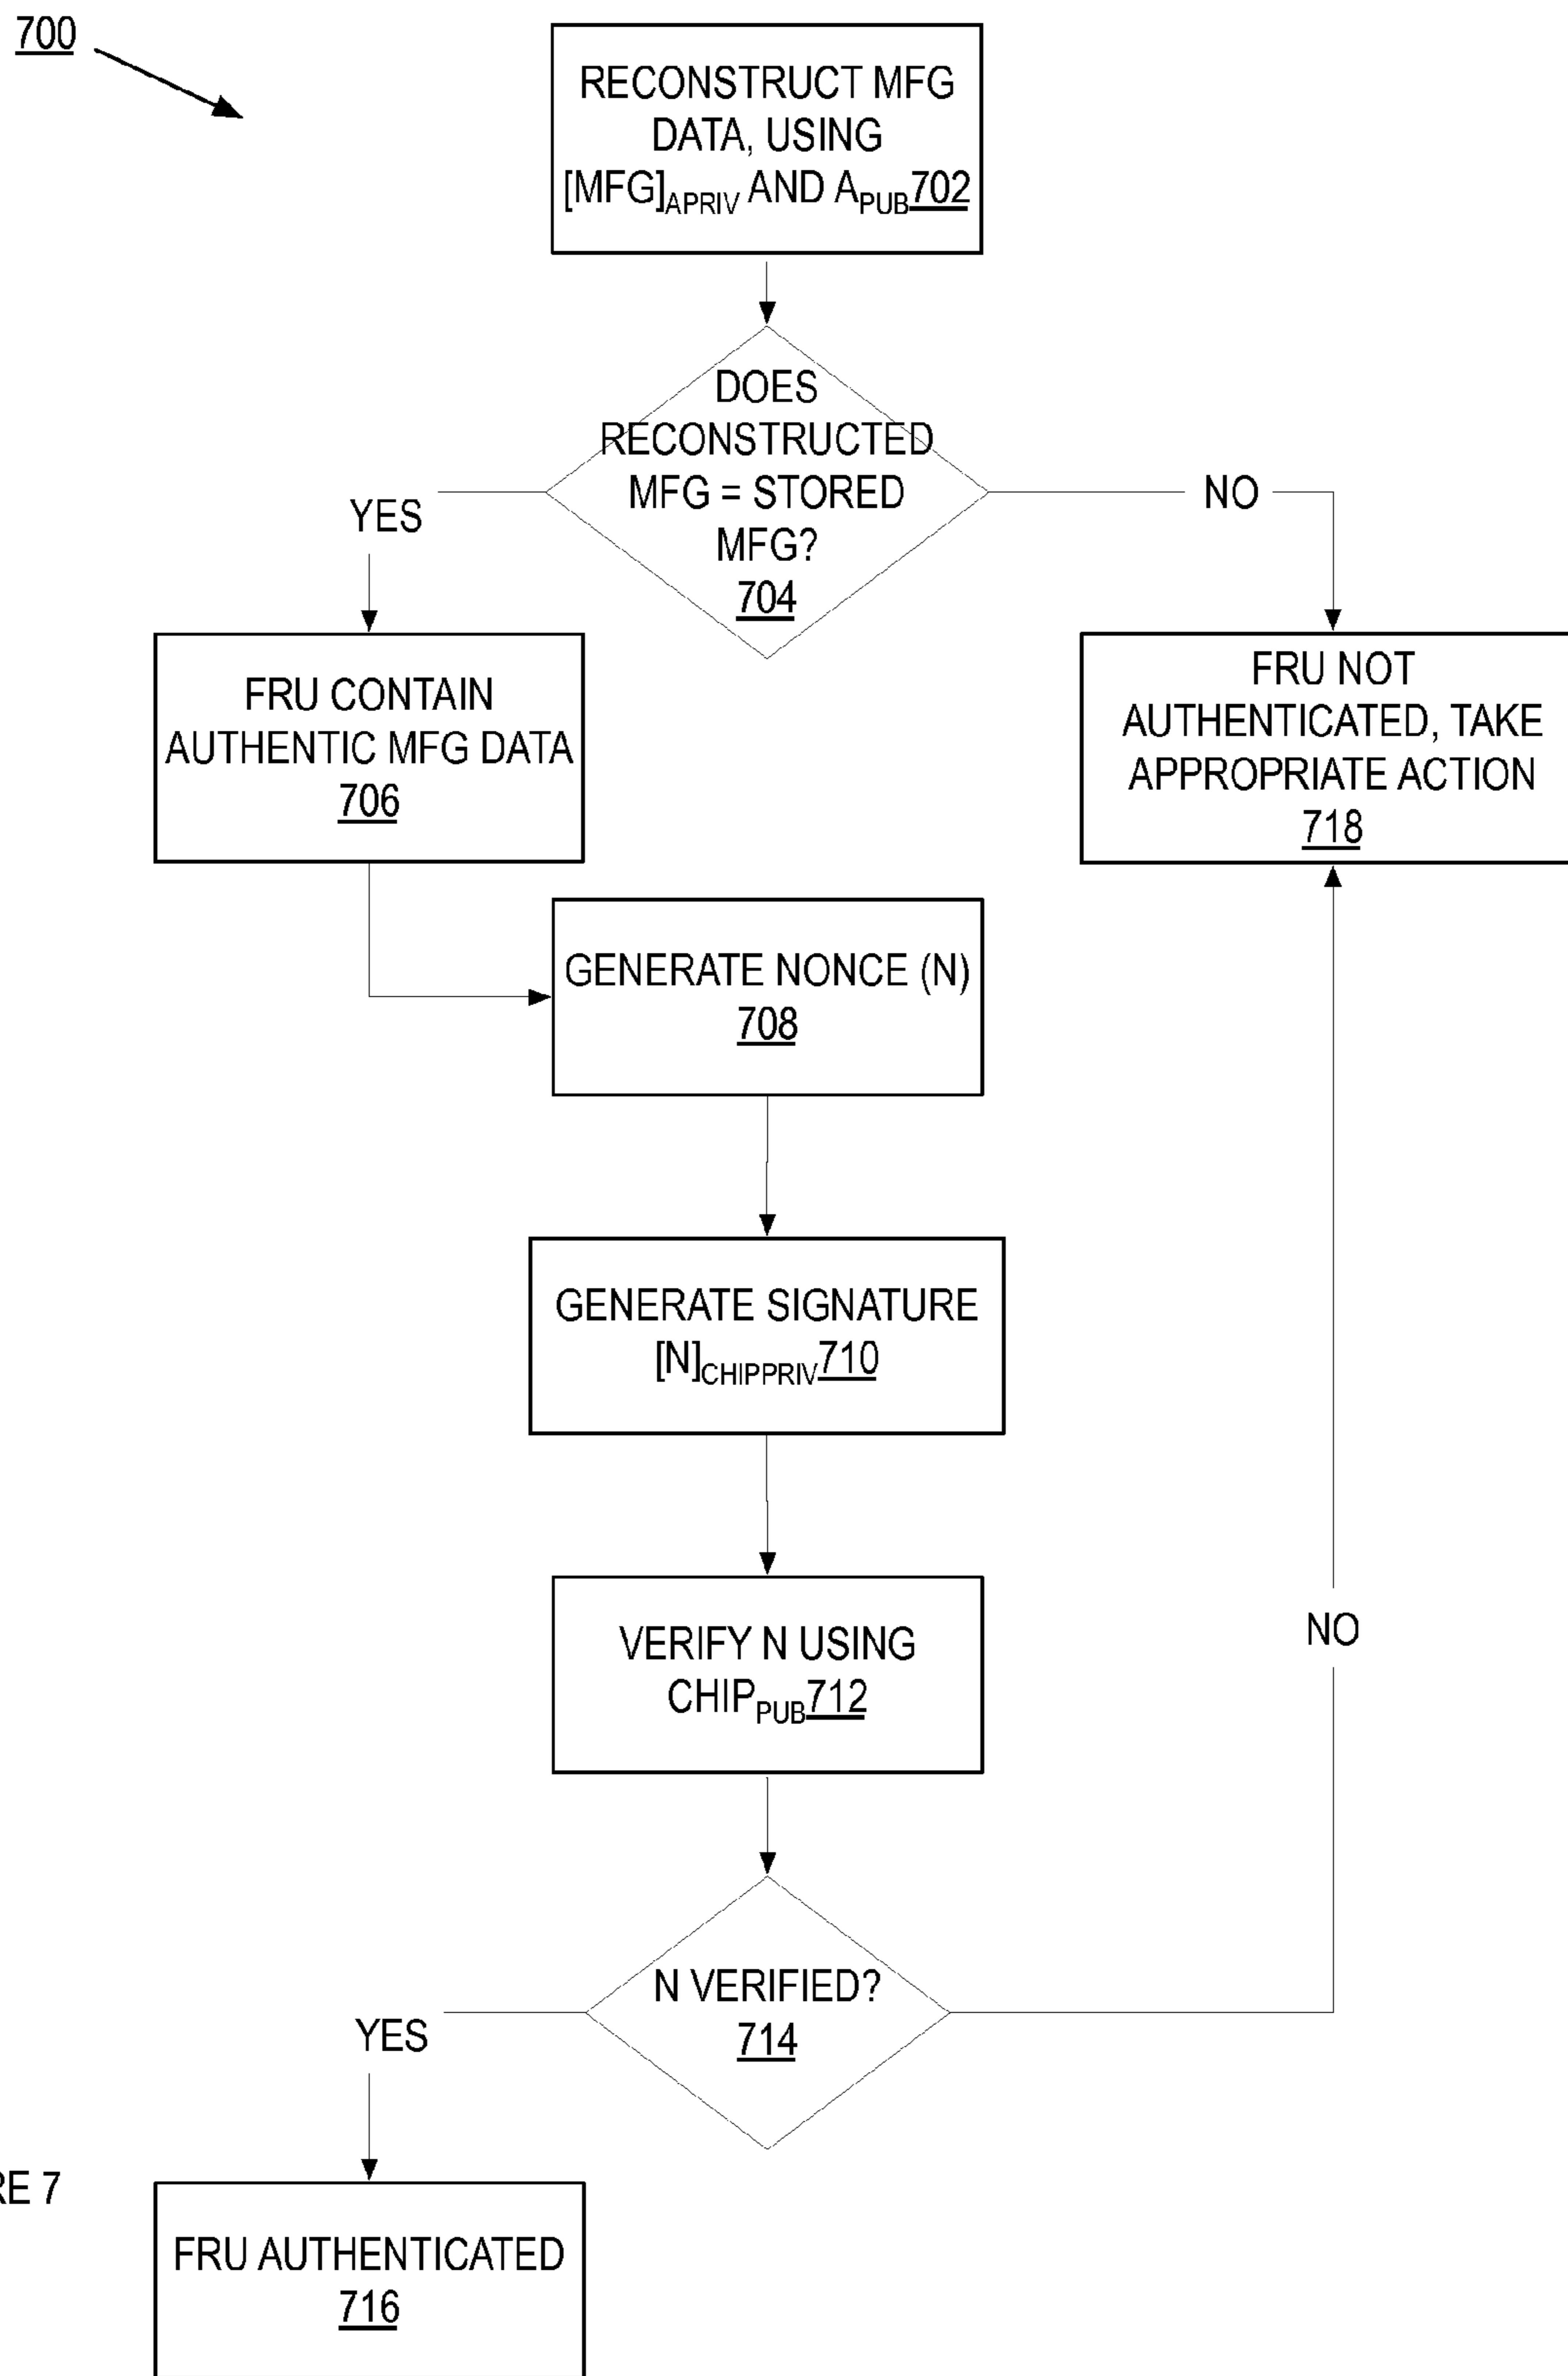 700
RECONSTRUCT MFG
DATA, USING
[MFG]APRIV AND APUB702
DOES
RECONSTRUCTED
MFG = STORED
MFG?
704
YES
NO
FRU CONTAIN
AUTHENTIC MFG DATA
706
FRU NOT
AUTHENTICATED, TAKE
APPROPRIATE ACTION
718
GENERATE NONCE (N)
708
GENERATE SIGNATURE
[N]CHIPPRIV710
VERIFY N USING
CHIPPUB712
NO
N VERIFIED?
714
YES
RE 7
FRU AUTHENTICATED
716